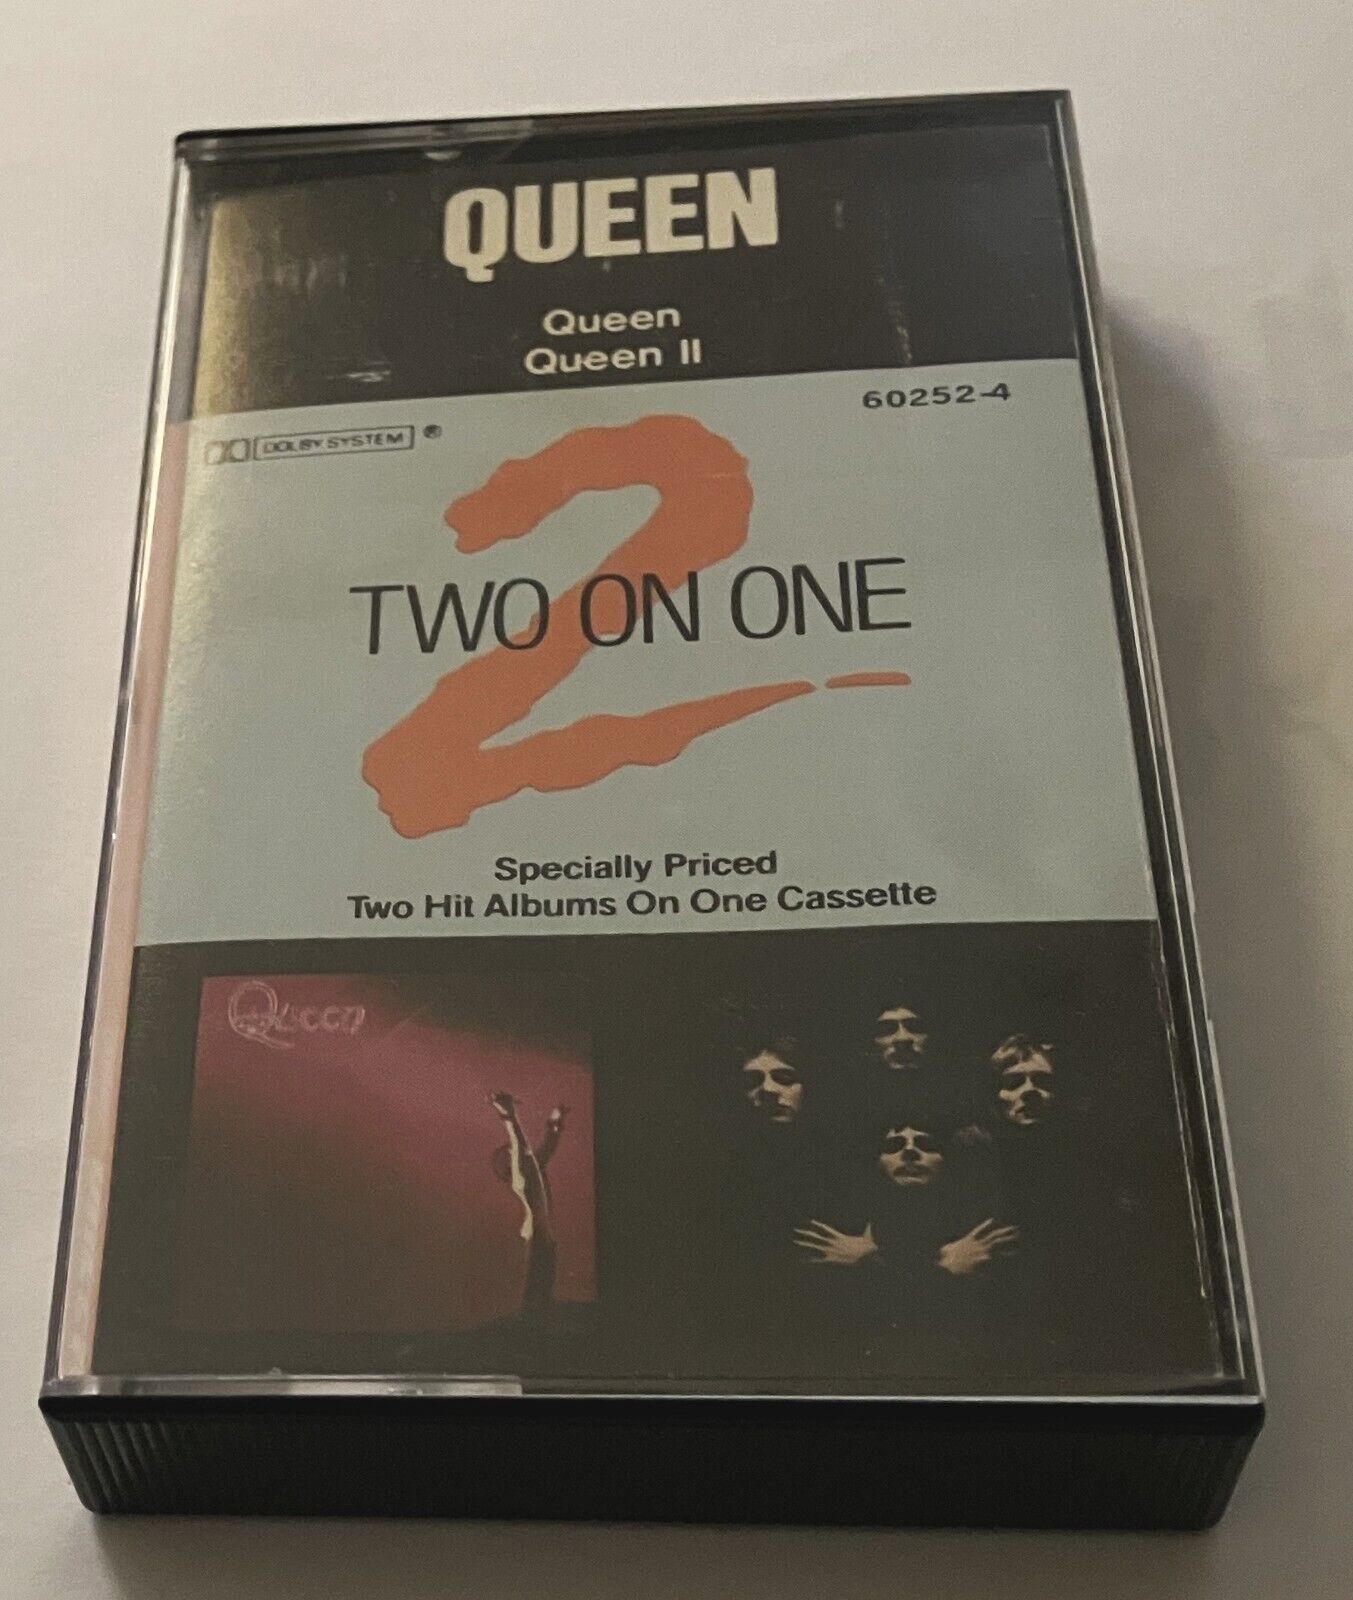 QUEEN
Queen
Queen II
60252-4
DOLBY SYSTEM ®
TWO ON ONE
2
Specially Priced
Two Hit Albums On One Cassette
Queen